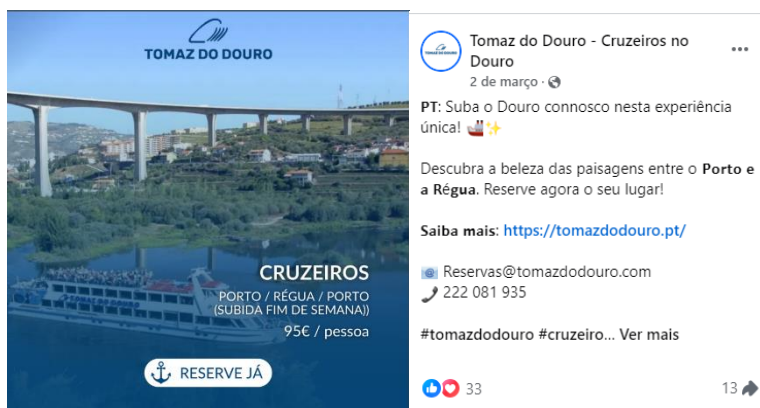 TOMAZ DO DOURO
CRUZEIROS
PORTO / RÉGUA / PORTO
(SUBIDA FIM DE SEMANA))
95€ / pessoa
RESERVE JÁ
Tomaz do Douro - Cruzeiros no
Douro
2 de março ·
PT: Suba o Douro connosco nesta experiência
única! 🚢✨
Descubra a beleza das paisagens entre o Porto e
a Régua. Reserve agora o seu lugar!
Saiba mais: https://tomazdodouro.pt/
📧 Reservas@tomazdodouro.com
📞 222 081 935
#tomazdodouro #cruzeiro... Ver mais
33
13